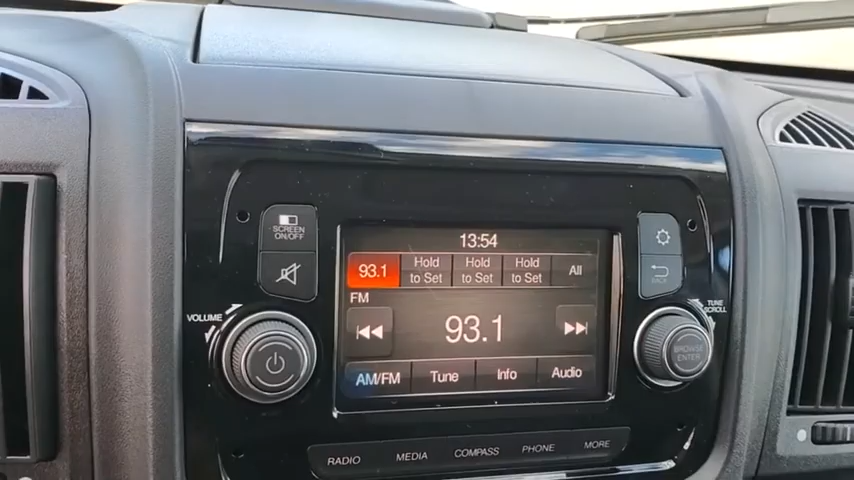 SCREEN
ON/OFF
13:54
93.1
Hold
to Set
Hold
to Set
Hold
to Set
All
FM
93.1
BACK
VOLUME
TUNE
SCROLL
BROWSE
ENTER
AM/FM
Tune
Info
Audio
RADIO
MEDIA
COMPASS
PHONE
MORE